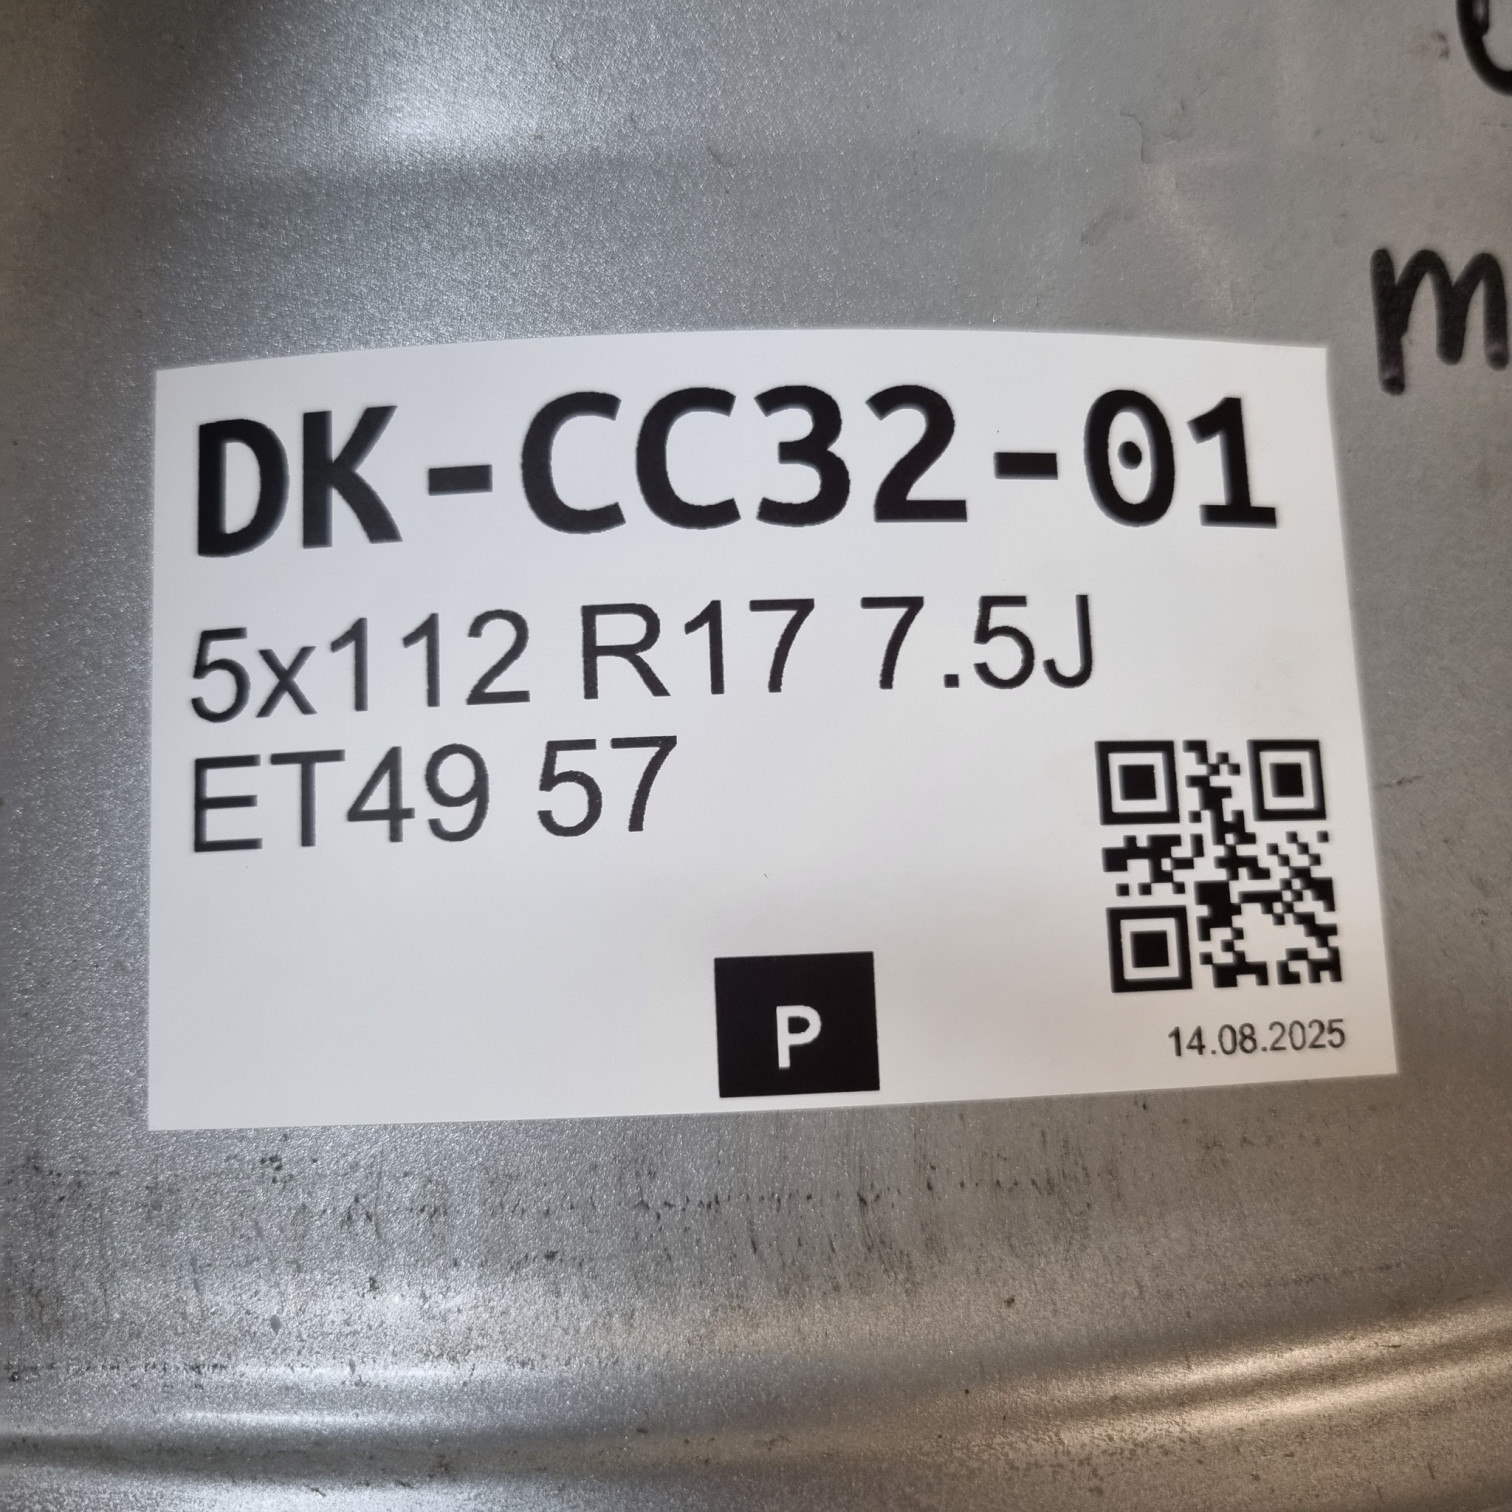 DK-CC32-01
5x112 R17 7.5J
ET49 57
P
14.08.2025
m